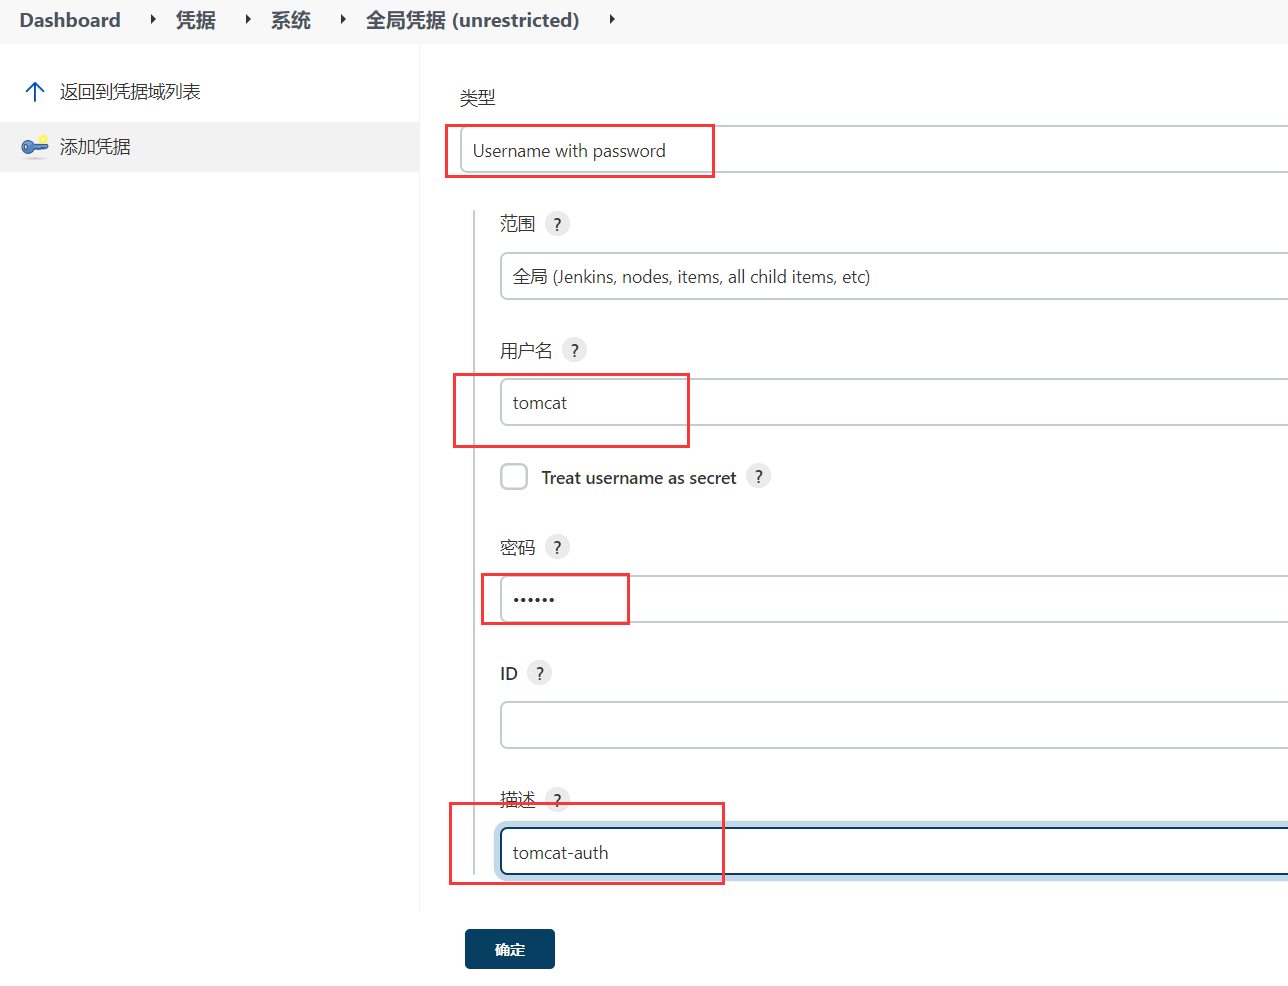 Dashboard 凭据 系统 全局凭据 (unrestricted)
返回到凭据域列表
添加凭据
类型
Username with password
范围 ?
全局 (Jenkins, nodes, items, all child items, etc)
用户名 ?
tomcat
Treat username as secret ?
密码 ?
••••••
ID ?
描述 ?
tomcat-auth
确定